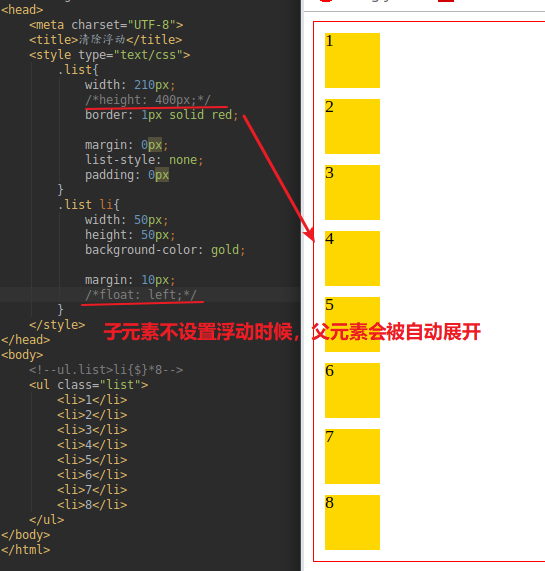 <head>
<meta charset="UTF-8">
<title>清除浮动</title>
<style type="text/css">
.list{
width: 210px;
/*height: 400px;*/
border: 1px solid red;
margin: 0px;
list-style: none;
padding: 0px
}
.list li{
width: 50px;
height: 50px;
background-color: gold;
margin: 10px;
/*float: left;*/
}
</style>
</head>
<body>
<!--ul.list>li{$}*8-->
<ul class="list">
<li>1</li>
<li>2</li>
<li>3</li>
<li>4</li>
<li>5</li>
<li>6</li>
<li>7</li>
<li>8</li>
</ul>
</body>
</html>
子元素不设置浮动时候，父元素会被自动展开
1
2
3
4
5
6
7
8